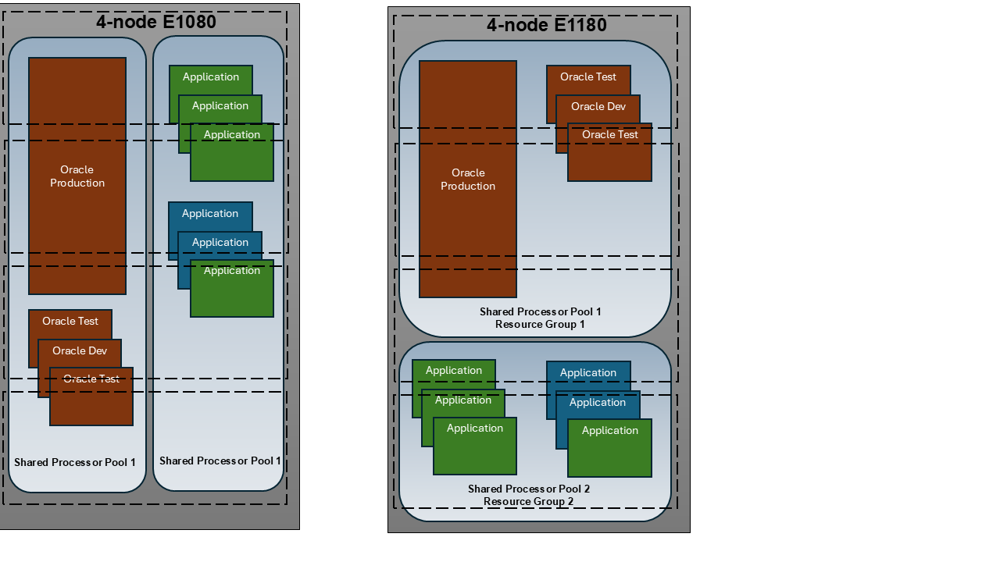 4-node E1080
Oracle
Production
Oracle Test
Oracle Dev
Oracle Test
Shared Processor Pool 1
Application
Application
Application
Application
Application
Application
Shared Processor Pool 1
4-node E1180
Oracle
Production
Oracle Test
Oracle Dev
Oracle Test
Shared Processor Pool 1
Resource Group 1
Application
Application
Application
Application
Application
Application
Shared Processor Pool 2
Resource Group 2